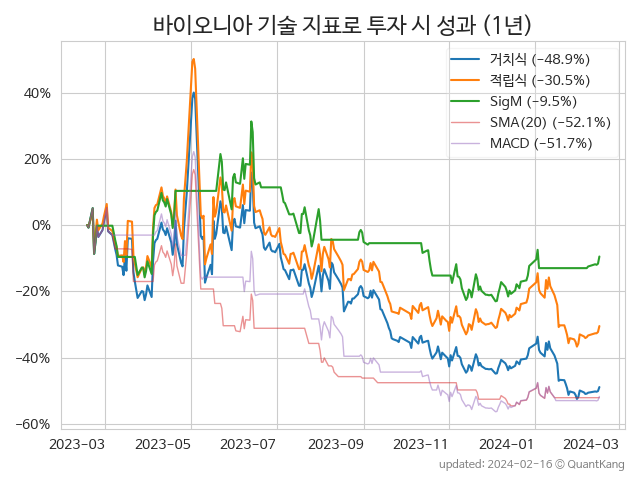 바이오니아 기술 지표로 투자 시 성과 (1년)
거치식 (−48.9%)
적립식 (−30.5%)
SigM (−9.5%)
SMA(20) (−52.1%)
MACD (−51.7%)
40%
20%
0%
−20%
−40%
−60%
2023−03
2023−05
2023−07
2023−09
2023−11
2024−01
2024−03
updated: 2024−02−16 © QuantKang